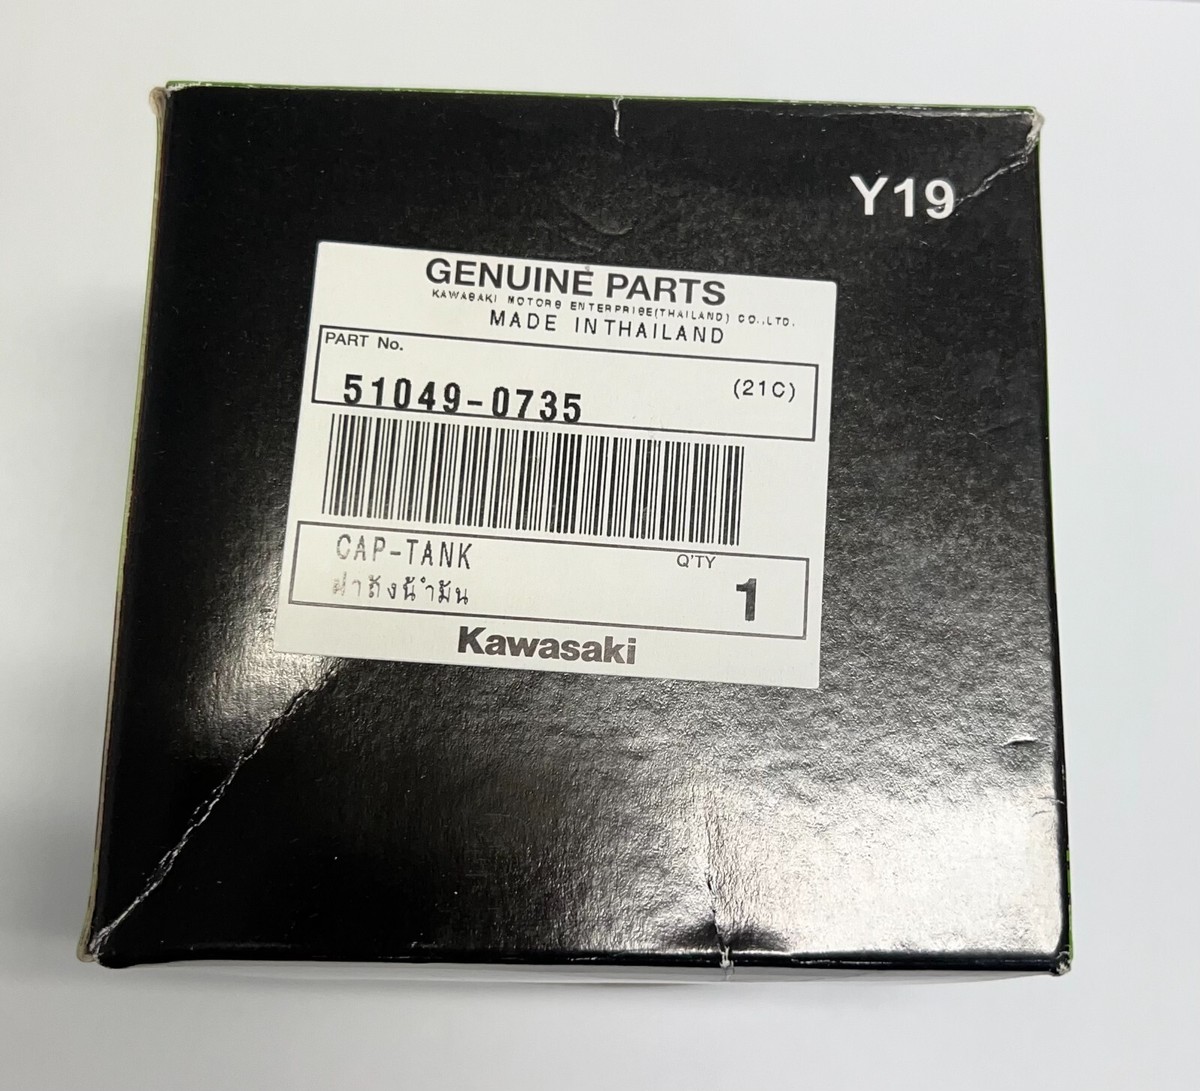 Y19
GENUINE PARTS
KAWASAKI MOTORS ENTERPRISE(THAILAND) CO.,LTD.
MADE INTHAILAND
PART No.
51049-0735 (21C)
CAP-TANK Q'TY
ฝาถังน้ำมัน 1
Kawasaki